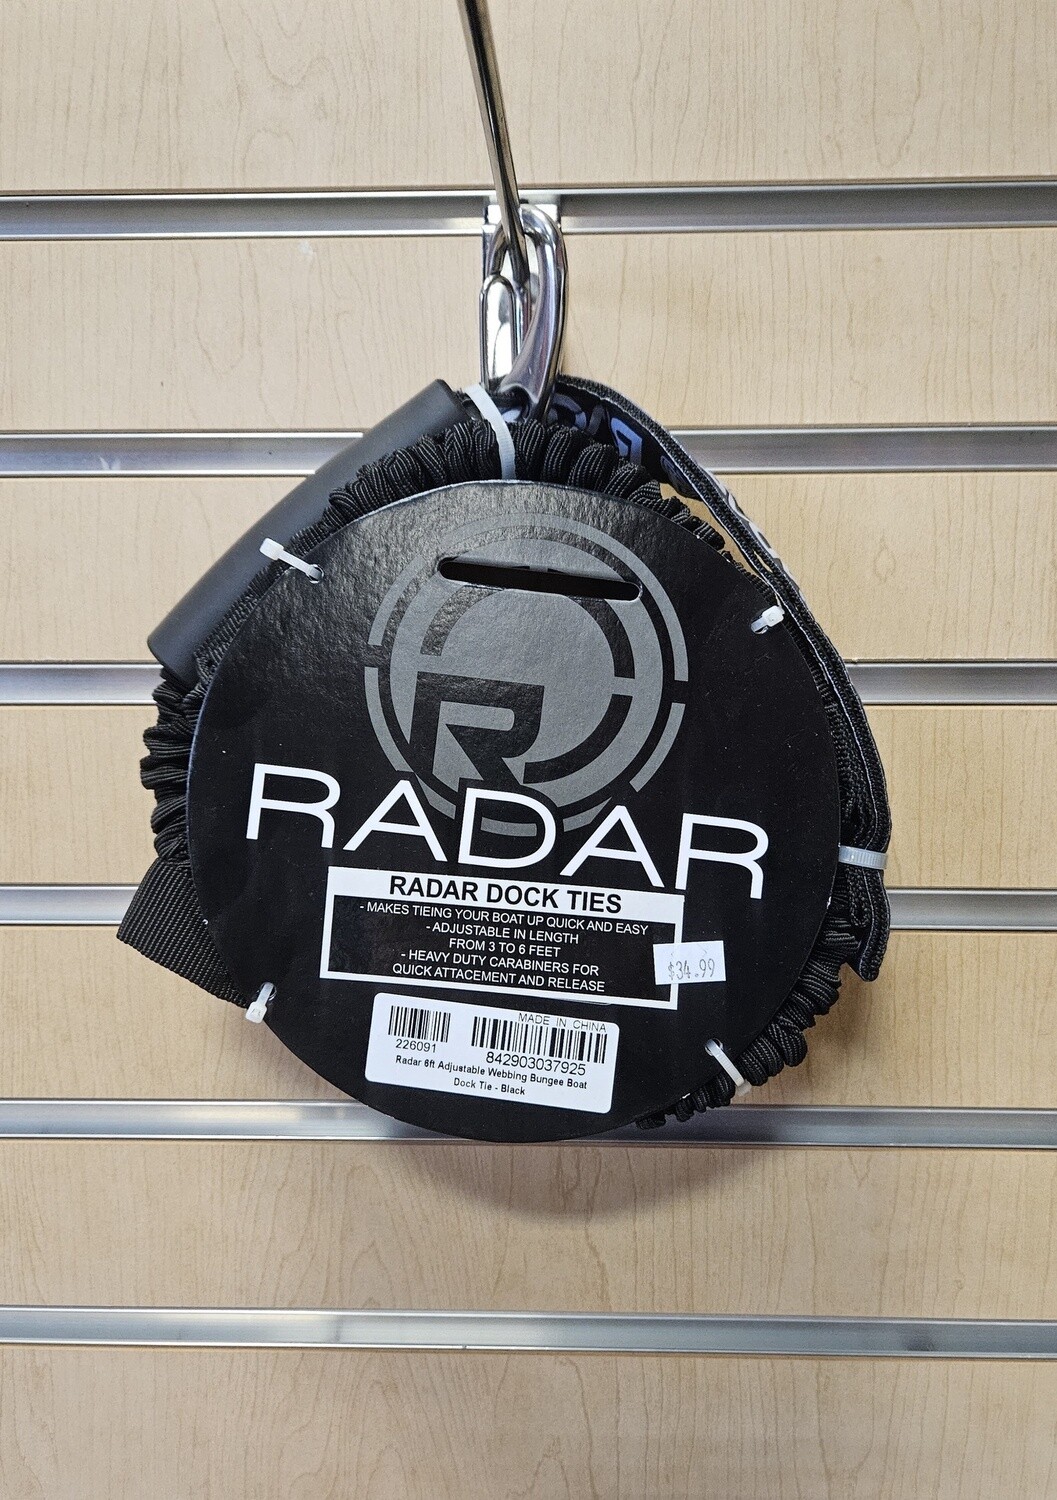 R
RADAR
RADAR DOCK TIES
- MAKES TIEING YOUR BOAT UP QUICK AND EASY
- ADJUSTABLE IN LENGTH
FROM 3 TO 6 FEET
- HEAVY DUTY CARABINERS FOR
QUICK ATTACEMENT AND RELEASE
$34.99
MADE IN CHINA
226091
842903037925
Radar 6ft Adjustable Webbing Bungee Boat
Dock Tie - Black